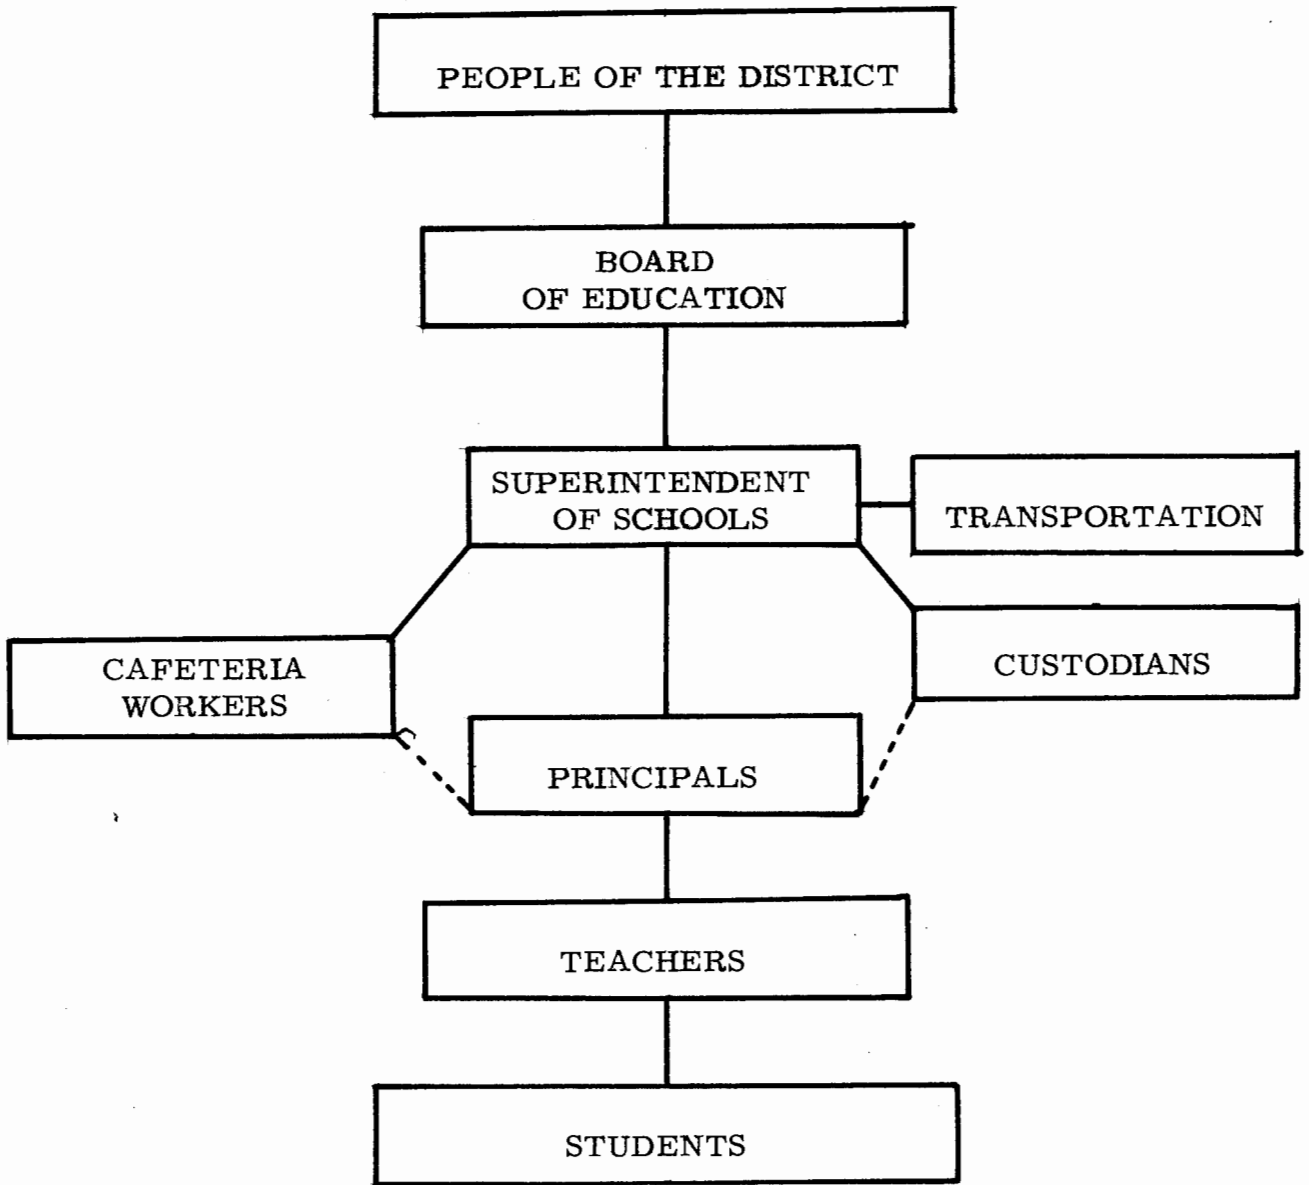 PEOPLE OF THE DISTRICT
BOARD
OF EDUCATION
SUPERINTENDENT
OF SCHOOLS
TRANSPORTATION
CAFETERIA
WORKERS
CUSTODIANS
PRINCIPALS
TEACHERS
STUDENTS